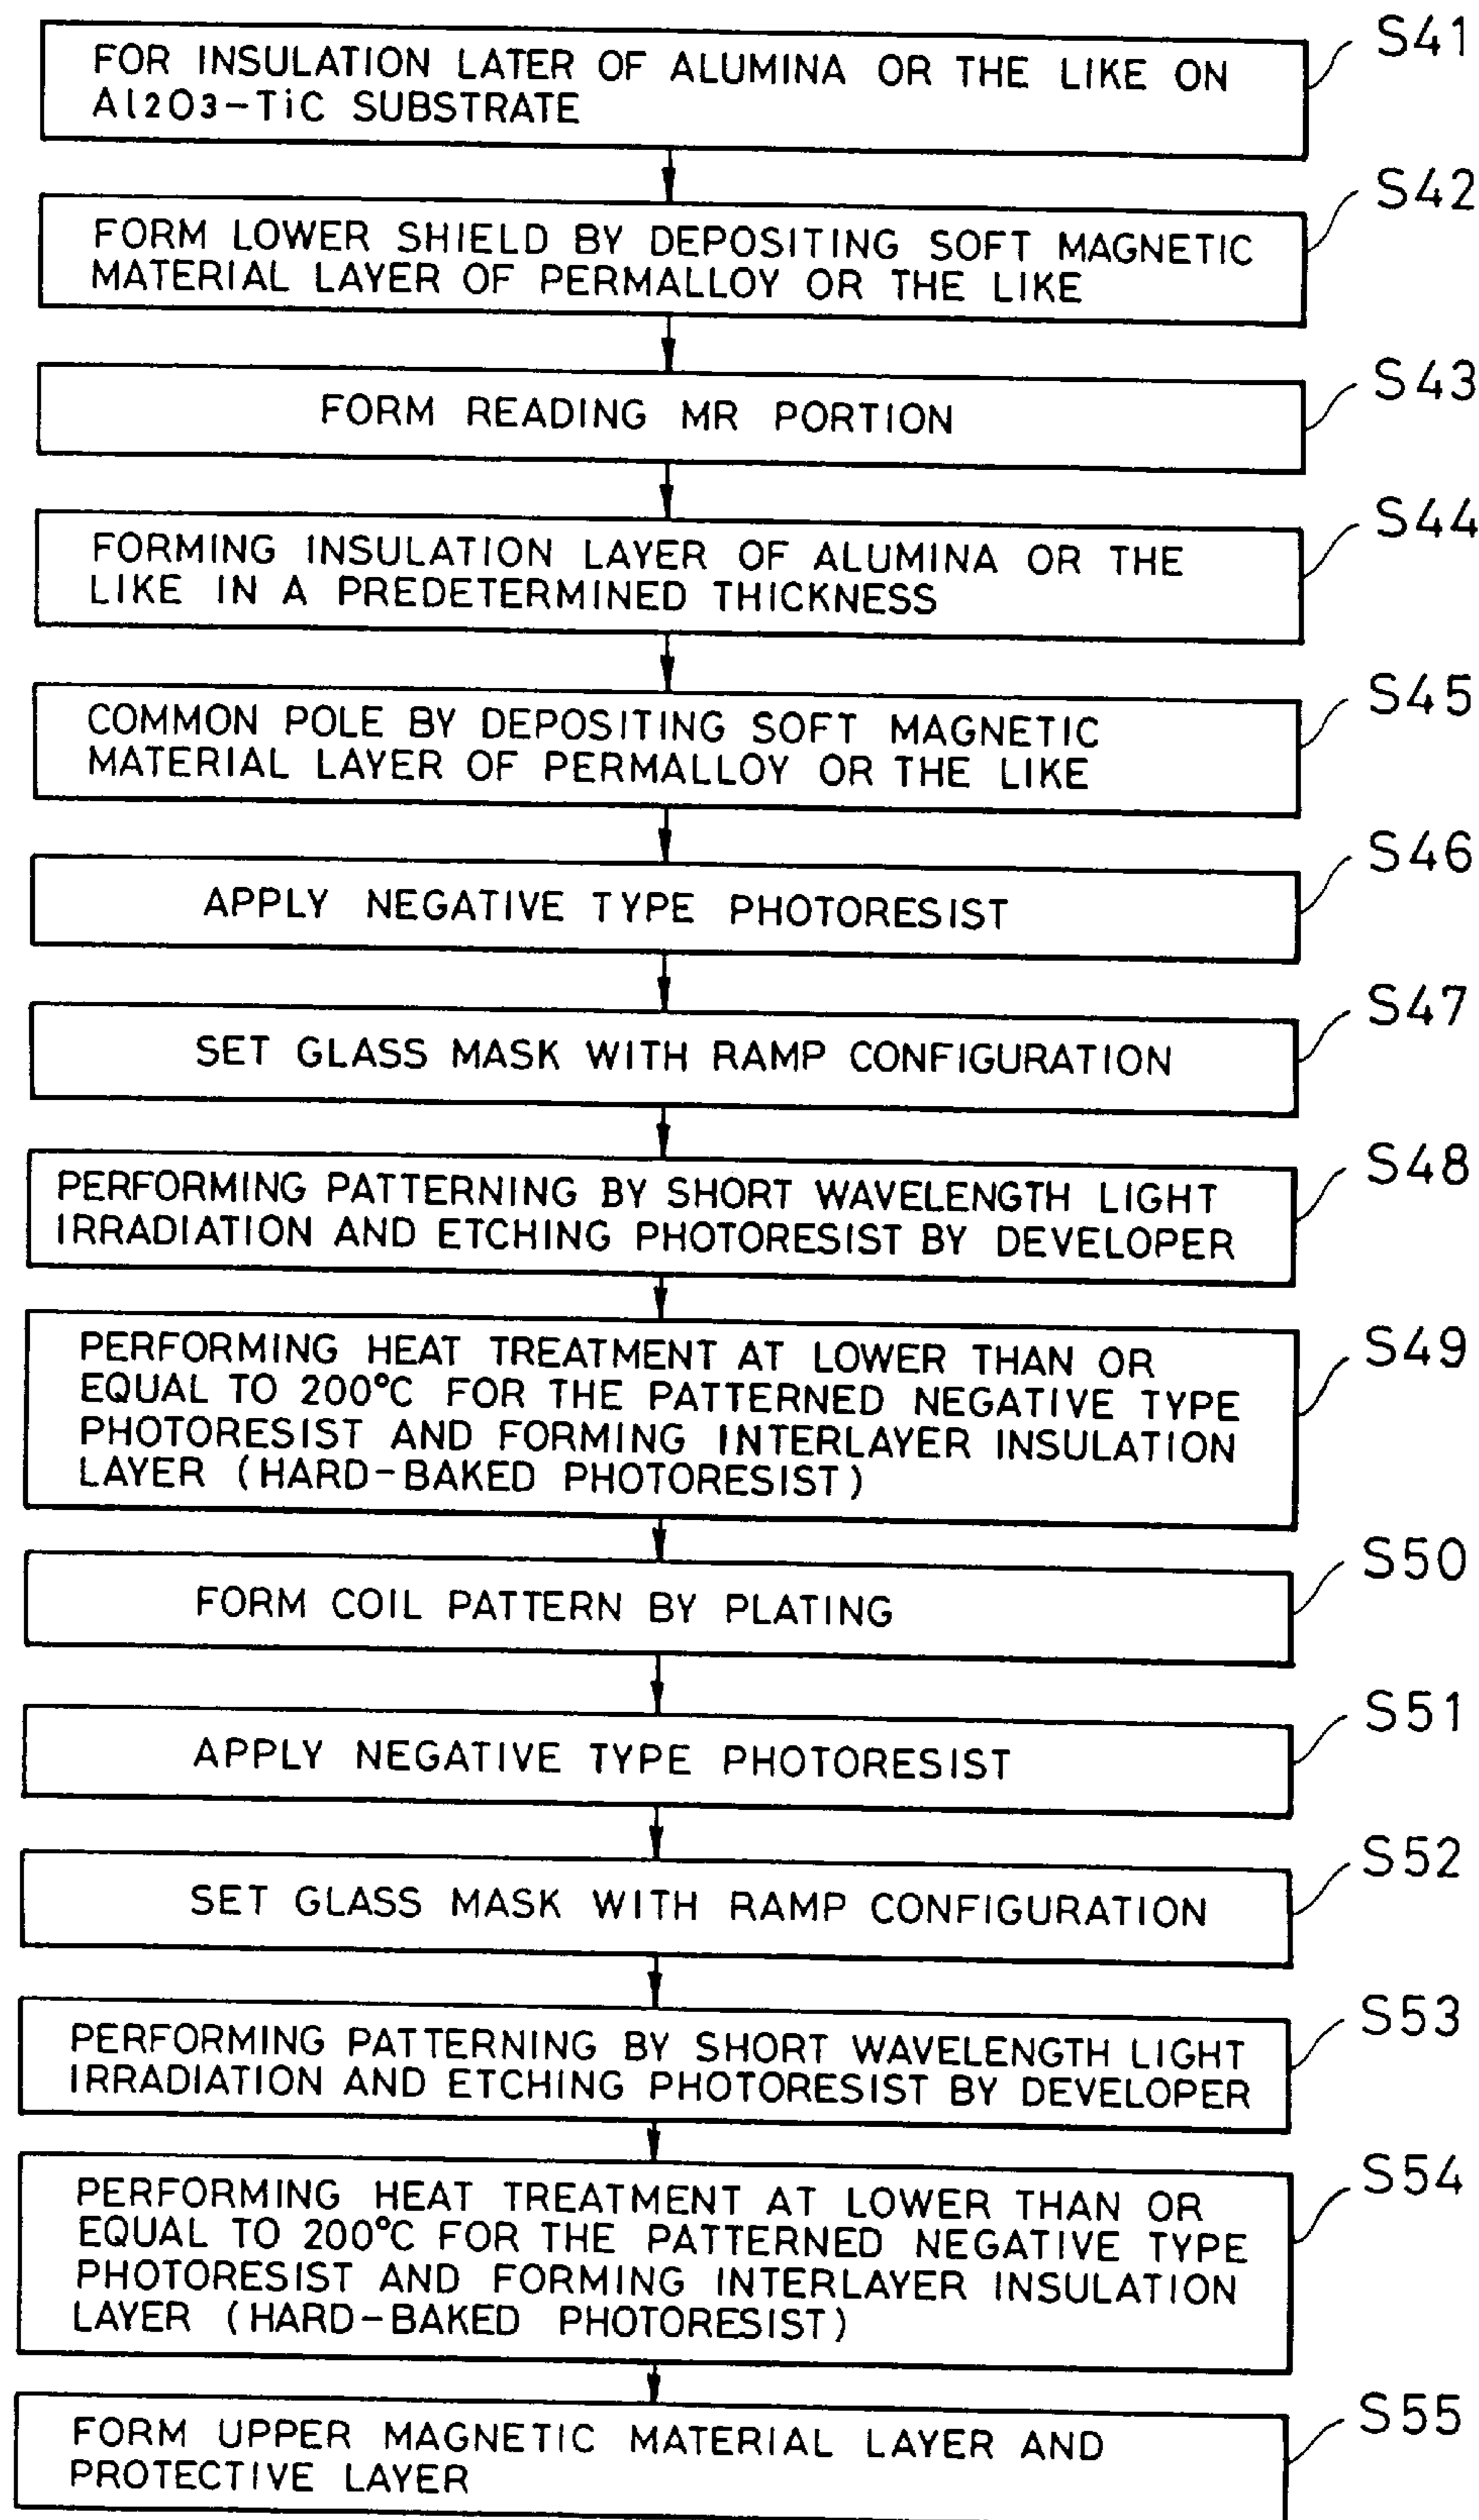 S41
FOR INSULATION LATER OF ALUMINA OR THE LIKE ON
Al2O3-TiC SUBSTRATE
S42
FORM LOWER SHIELD BY DEPOSITING SOFT MAGNETIC
MATERIAL LAYER OF PERMALLOY OR THE LIKE
S43
FORM READING MR PORTION
S44
FORMING INSULATION LAYER OF ALUMINA OR THE
LIKE IN A PREDETERMINED THICKNESS
S45
COMMON POLE BY DEPOSITING SOFT MAGNETIC
MATERIAL LAYER OF PERMALLOY OR THE LIKE
S46
APPLY NEGATIVE TYPE PHOTORESIST
S47
SET GLASS MASK WITH RAMP CONFIGURATION
S48
PERFORMING PATTERNING BY SHORT WAVELENGTH LIGHT
IRRADIATION AND ETCHING PHOTORESIST BY DEVELOPER
S49
PERFORMING HEAT TREATMENT AT LOWER THAN OR
EQUAL TO 200°C FOR THE PATTERNED NEGATIVE TYPE
PHOTORESIST AND FORMING INTERLAYER INSULATION
LAYER (HARD-BAKED PHOTORESIST)
S50
FORM COIL PATTERN BY PLATING
S51
APPLY NEGATIVE TYPE PHOTORESIST
S52
SET GLASS MASK WITH RAMP CONFIGURATION
S53
PERFORMING PATTERNING BY SHORT WAVELENGTH LIGHT
IRRADIATION AND ETCHING PHOTORESIST BY DEVELOPER
S54
PERFORMING HEAT TREATMENT AT LOWER THAN OR
EQUAL TO 200°C FOR THE PATTERNED NEGATIVE TYPE
PHOTORESIST AND FORMING INTERLAYER INSULATION
LAYER (HARD-BAKED PHOTORESIST)
S55
FORM UPPER MAGNETIC MATERIAL LAYER AND
PROTECTIVE LAYER